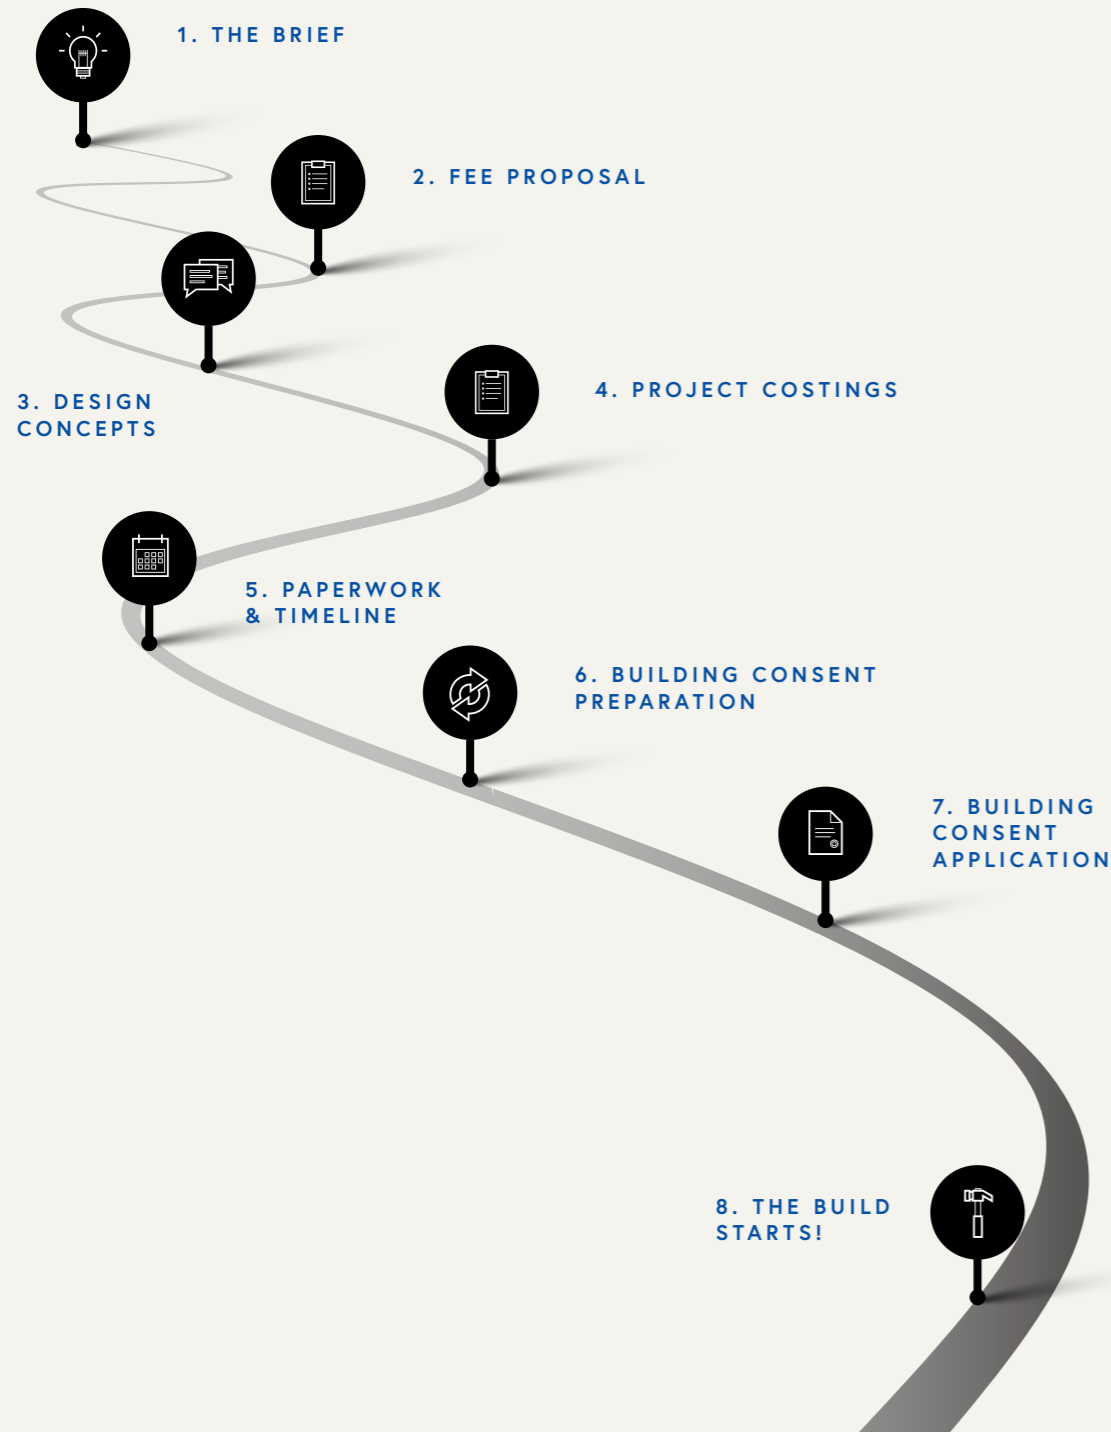 1. THE BRIEF
2. FEE PROPOSAL
3. DESIGN
CONCEPTS
4. PROJECT COSTINGS
5. PAPERWORK
& TIMELINE
6. BUILDING CONSENT
PREPARATION
7. BUILDING
CONSENT
APPLICATION
8. THE BUILD
STARTS!